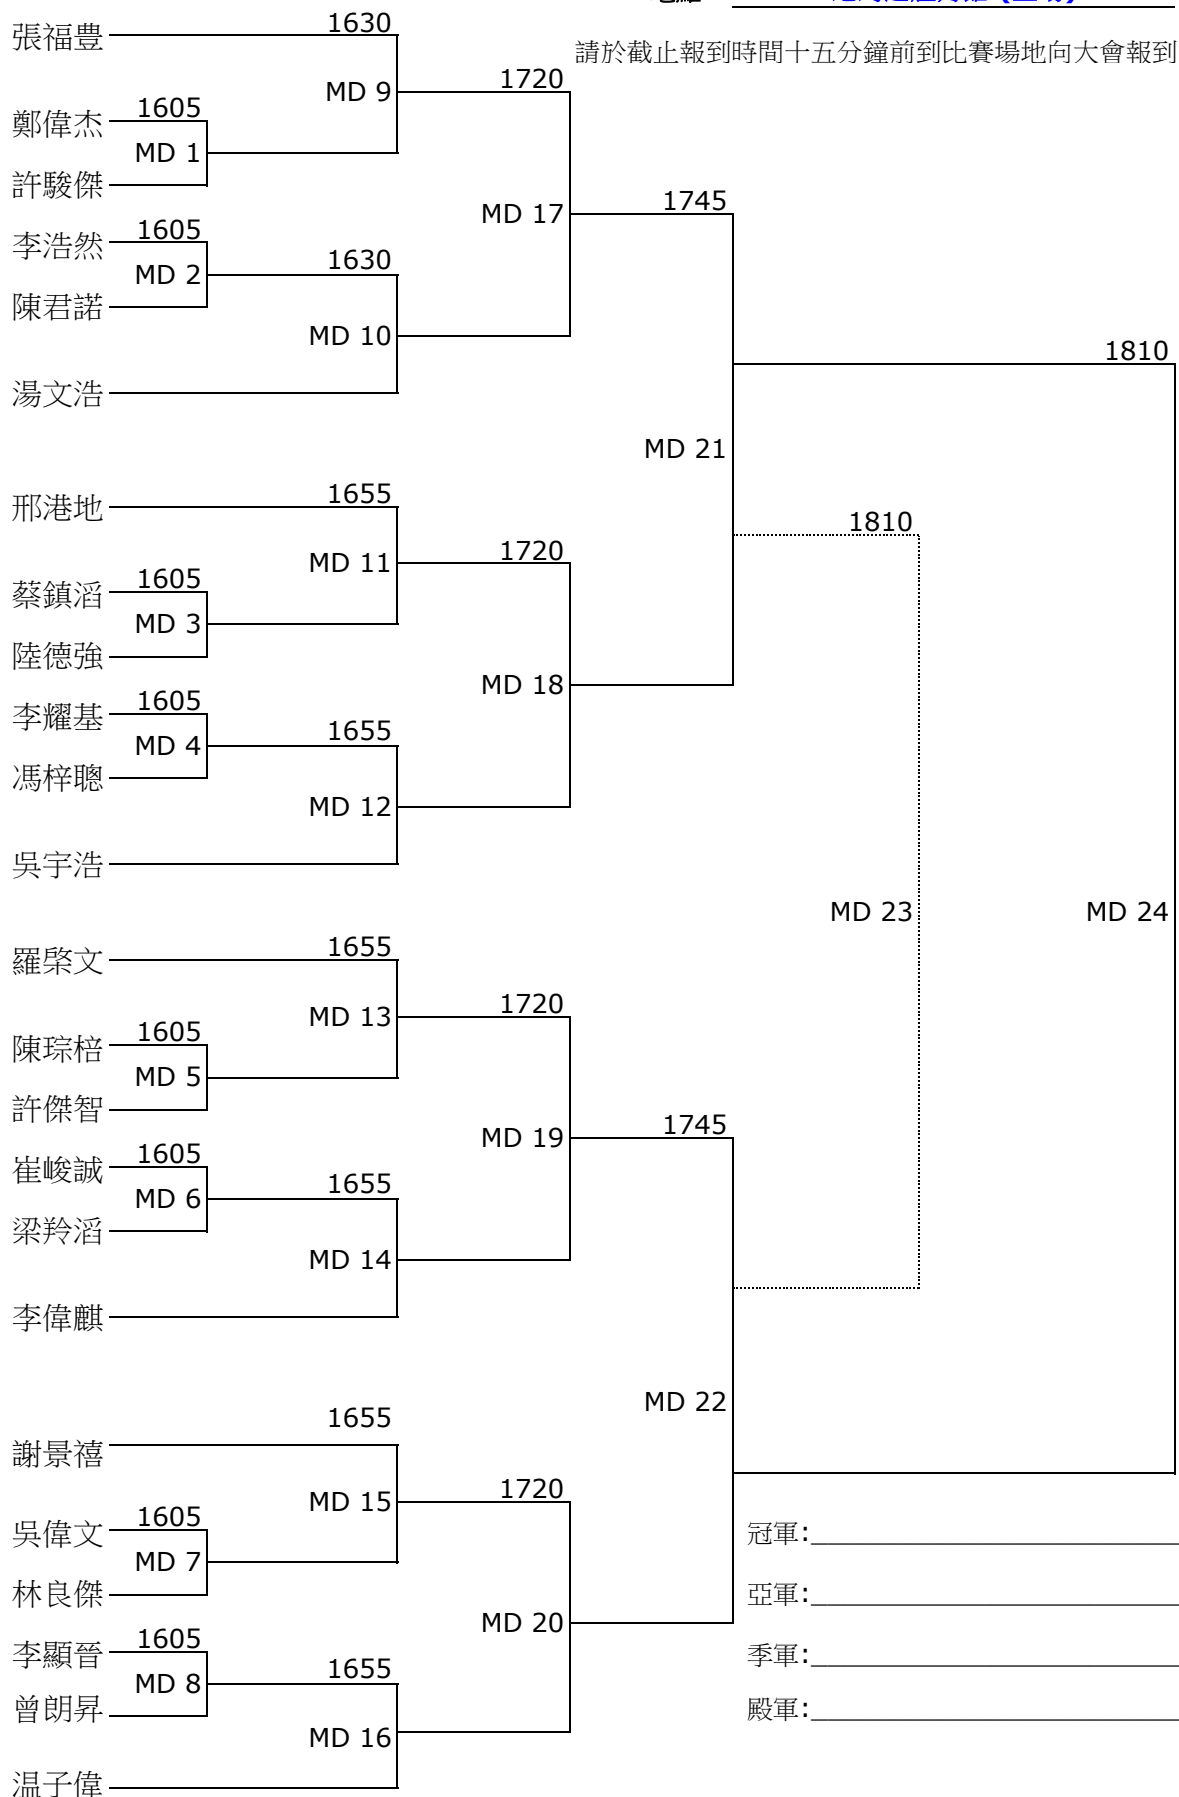 張福豊
1630
請於截止報到時間十五分鐘前到比賽場地向大會報到
MD 9
1720
鄭偉杰
1605
MD 1
許駿傑
MD 17
1745
李浩然
1605
MD 2
1630
陳君諾
MD 10
1810
湯文浩
MD 21
邢港地
1655
1810
MD 11
1720
蔡鎮滔
1605
MD 3
陸德強
MD 18
李耀基
1605
MD 4
1655
馮梓聰
MD 12
吳宇浩
MD 23
MD 24
羅棨文
1655
MD 13
1720
陳琮棓
1605
MD 5
許傑智
MD 19
1745
崔峻誠
1605
MD 6
1655
梁羚滔
MD 14
李偉麒
MD 22
謝景禧
1655
MD 15
1720
吳偉文
1605
冠軍:
MD 7
林良傑
亞軍:
MD 20
李顯晉
1605
季軍:
MD 8
1655
曾朗昇
殿軍:
MD 16
温子偉